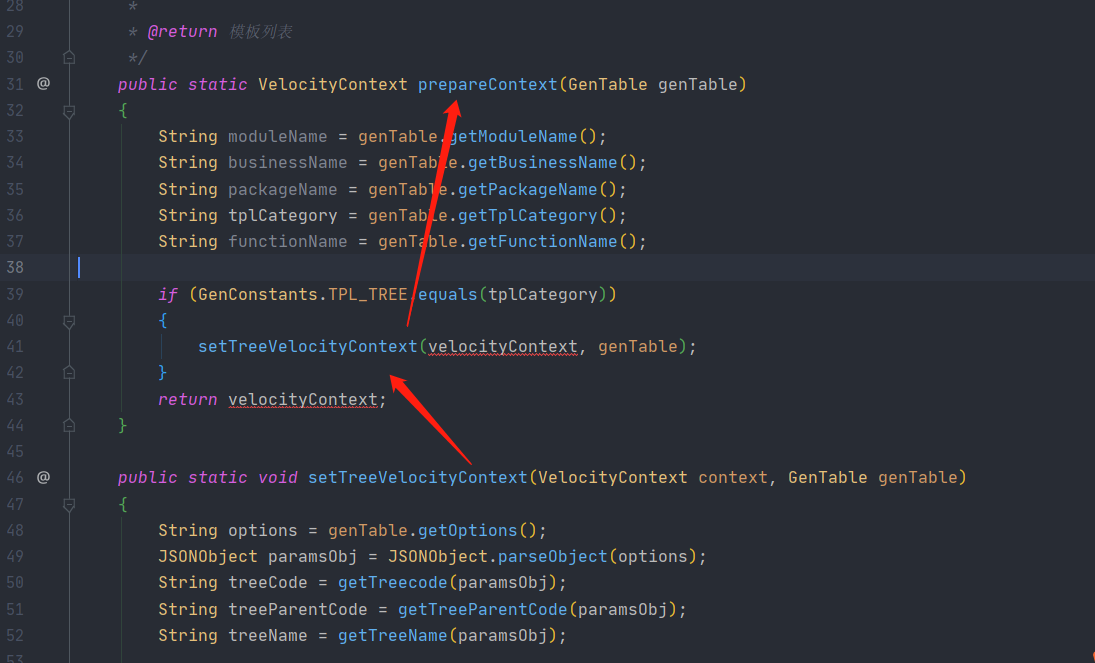 28 *
29 * @return 模板列表
30 */
31 @ public static VelocityContext prepareContext(GenTable genTable)
32 {
33 String moduleName = genTable.getModuleName();
34 String businessName = genTable.getBusinessName();
35 String packageName = genTable.getPackageName();
36 String tplCategory = genTable.getTplCategory();
37 String functionName = genTable.getFunctionName();
38
39 if (GenConstants.TPL_TREE.equals(tplCategory))
40 {
41 setTreeVelocityContext(velocityContext, genTable);
42 }
43 return velocityContext;
44 }
45
46 @ public static void setTreeVelocityContext(VelocityContext context, GenTable genTable)
47 {
48 String options = genTable.getOptions();
49 JSONObject paramsObj = JSONObject.parseObject(options);
50 String treeCode = getTreecode(paramsObj);
51 String treeParentCode = getTreeParentCode(paramsObj);
52 String treeName = getTreeName(paramsObj);
53